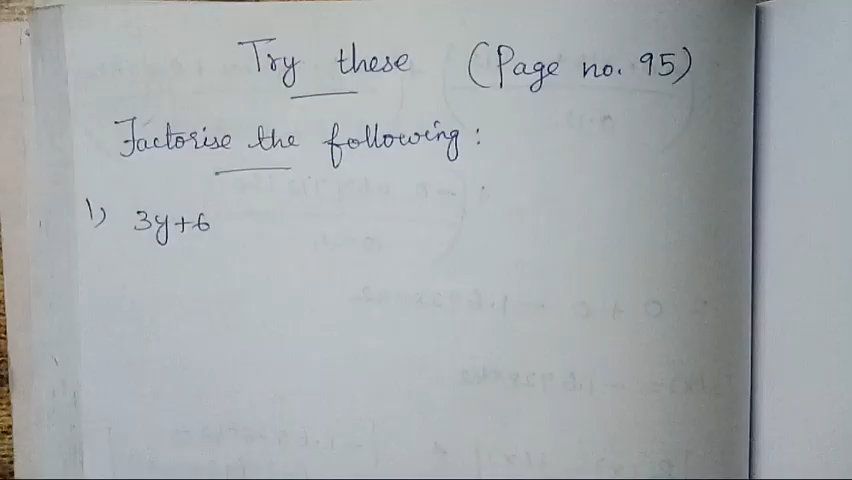 Try these (Page no. 95)
Factorise the following:
1) 3y+6